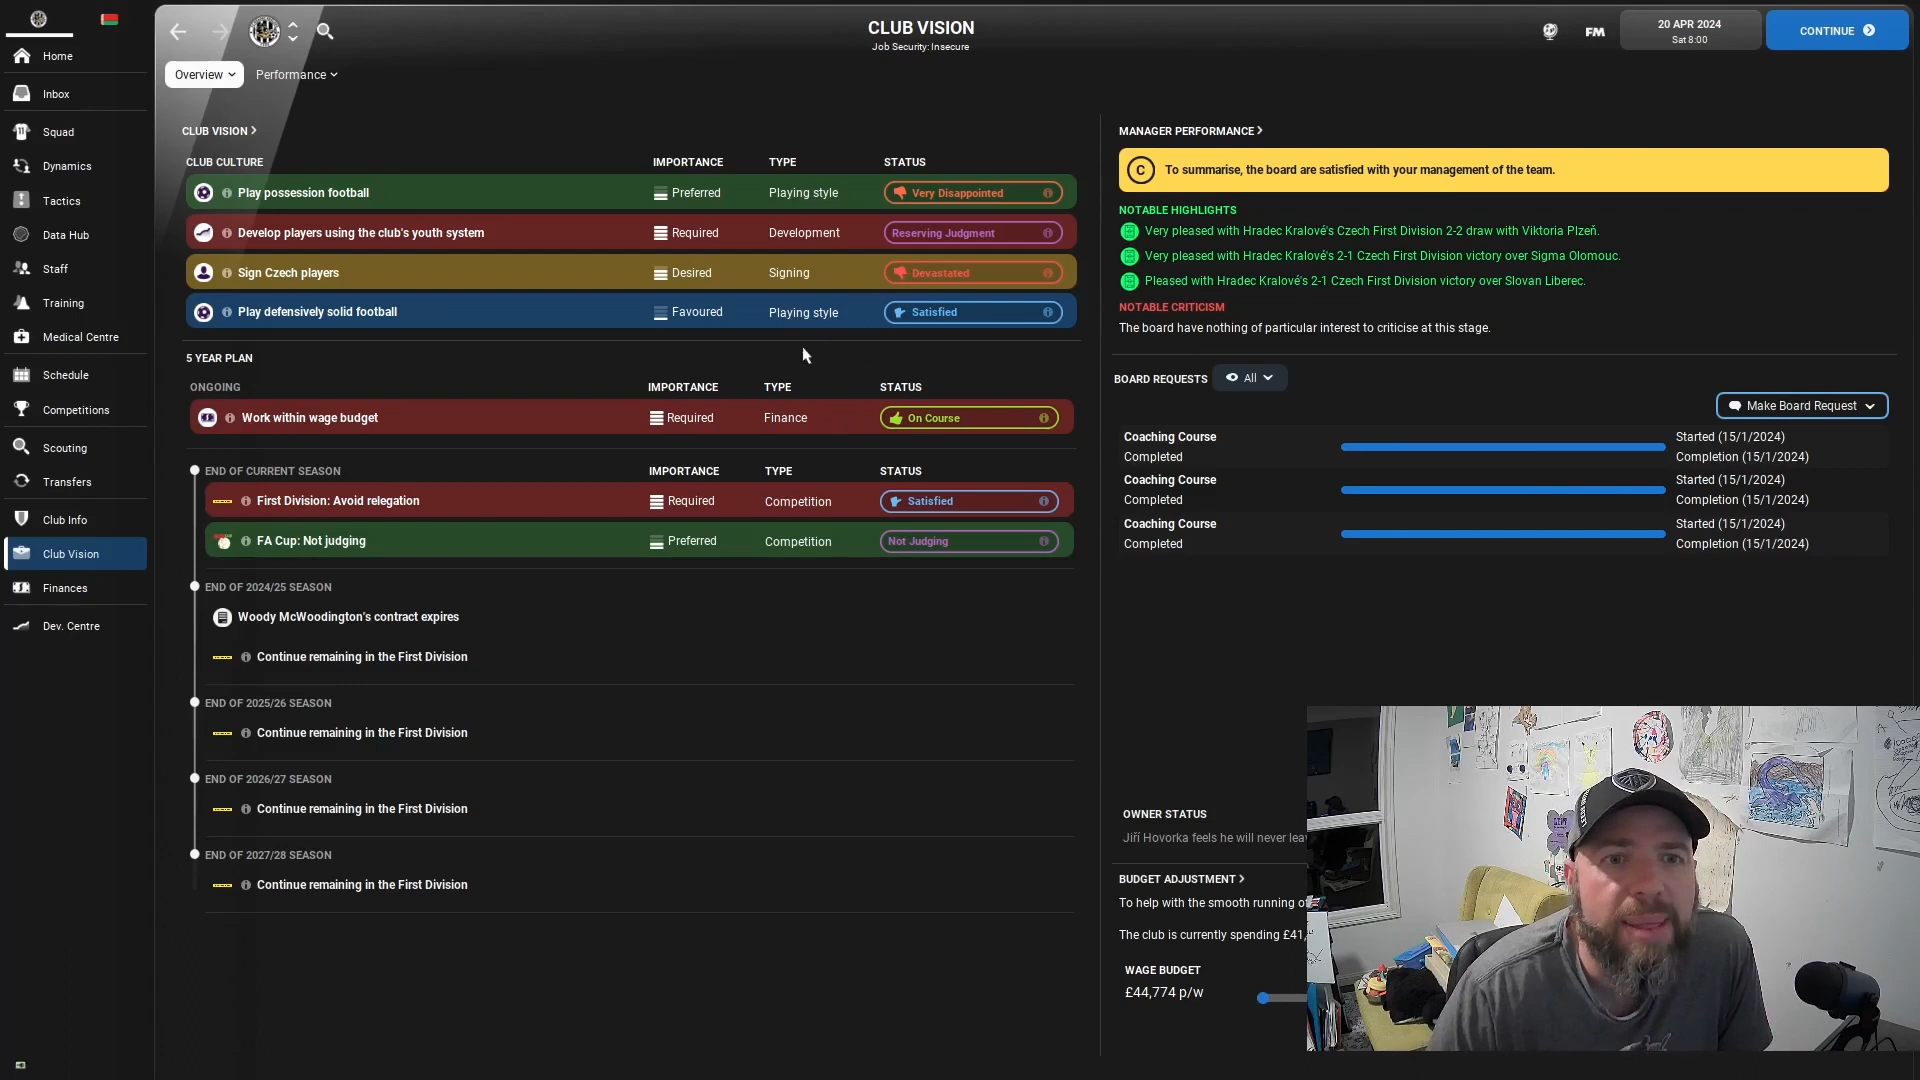 CLUB VISION
Job Security: Insecure
FM
20 APR 2024
Sat 8:00
CONTINUE
Overview
Performance
Home
Inbox
Squad
Dynamics
Tactics
Data Hub
Staff
Training
Medical Centre
Schedule
Competitions
Scouting
Transfers
Club Info
Club Vision
Finances
Dev. Centre
CLUB VISION
CLUB CULTURE IMPORTANCE TYPE STATUS
Play possession football Preferred Playing style Very Disappointed
Develop players using the club's youth system Required Development Reserving Judgment
Sign Czech players Desired Signing Devastated
Play defensively solid football Favoured Playing style Satisfied
5 YEAR PLAN
ONGOING IMPORTANCE TYPE STATUS
Work within wage budget Required Finance On Course
END OF CURRENT SEASON IMPORTANCE TYPE STATUS
First Division: Avoid relegation Required Competition Satisfied
FA Cup: Not judging Preferred Competition Not Judging
END OF 2024/25 SEASON
Woody McWoodington's contract expires
Continue remaining in the First Division
END OF 2025/26 SEASON
Continue remaining in the First Division
END OF 2026/27 SEASON
Continue remaining in the First Division
END OF 2027/28 SEASON
Continue remaining in the First Division
MANAGER PERFORMANCE
C To summarise, the board are satisfied with your management of the team.
NOTABLE HIGHLIGHTS
Very pleased with Hradec Kralové's Czech First Division 2-2 draw with Viktoria Plzeň.
Very pleased with Hradec Kralové's 2-1 Czech First Division victory over Sigma Olomouc.
Pleased with Hradec Kralové's 2-1 Czech First Division victory over Slovan Liberec.
NOTABLE CRITICISM
The board have nothing of particular interest to criticise at this stage.
BOARD REQUESTS All
Make Board Request
Coaching Course Started (15/1/2024)
Completed Completion (15/1/2024)
Coaching Course Started (15/1/2024)
Completed Completion (15/1/2024)
Coaching Course Started (15/1/2024)
Completed Completion (15/1/2024)
OWNER STATUS
Jiří Hovorka feels he will never lea
BUDGET ADJUSTMENT
To help with the smooth running of
The club is currently spending £41,
WAGE BUDGET
£44,774 p/w